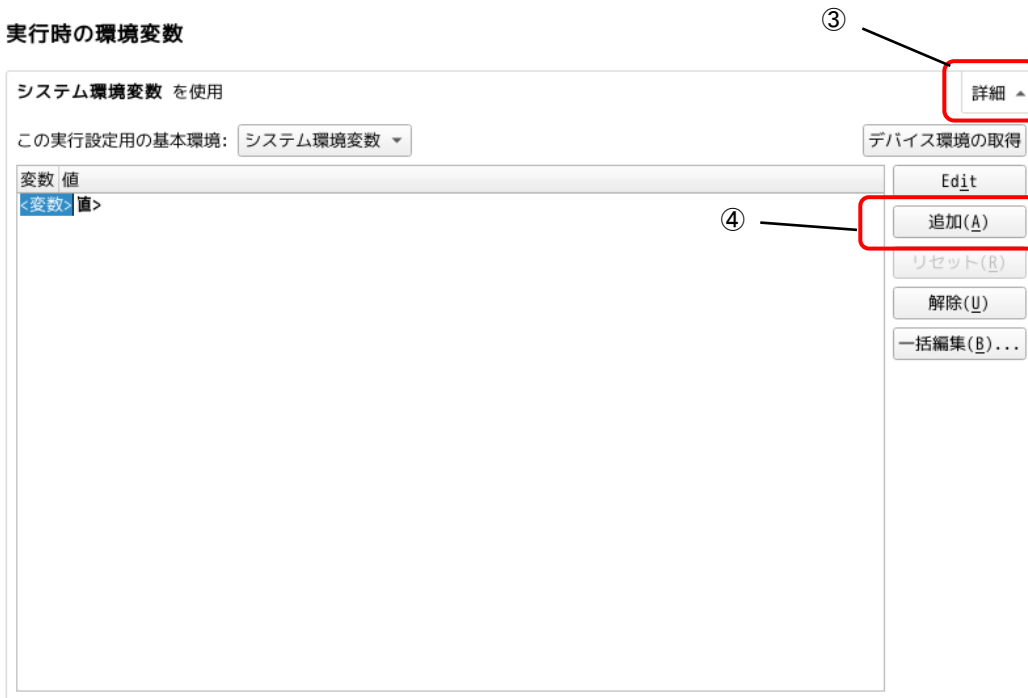 ③
実行時の環境変数
システム環境変数 を使用
詳細
この実行設定用の基本環境: システム環境変数
デバイス環境の取得
変数 値
<変数> 値>
Edit
④
追加(A)
リセット(R)
解除(U)
一括編集(B)...